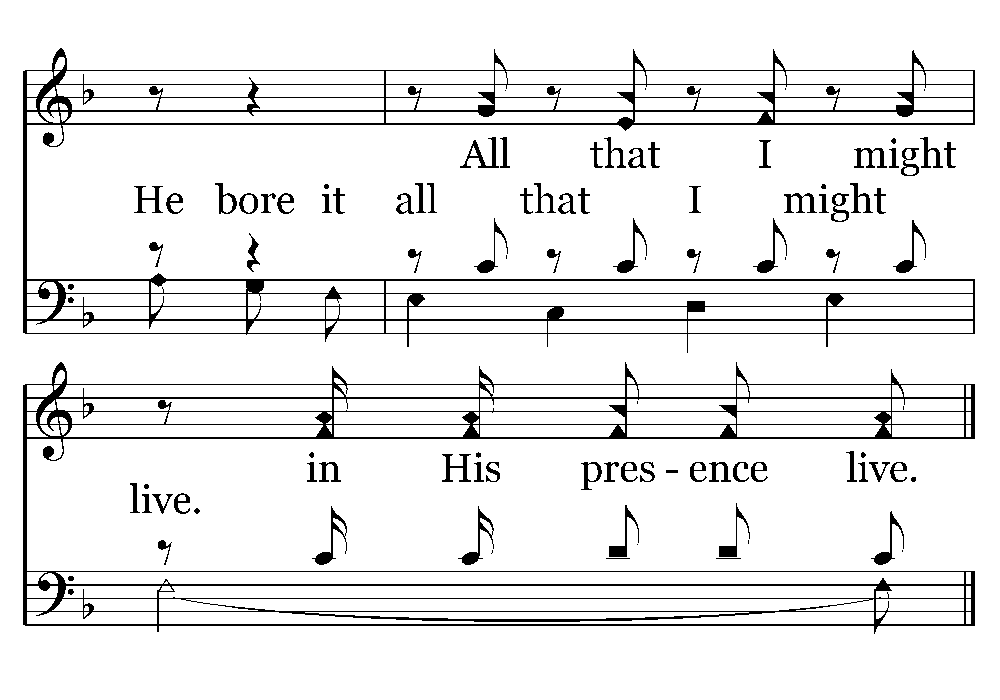 All that I might
He bore it all that I might
in His pres - ence live.
live.